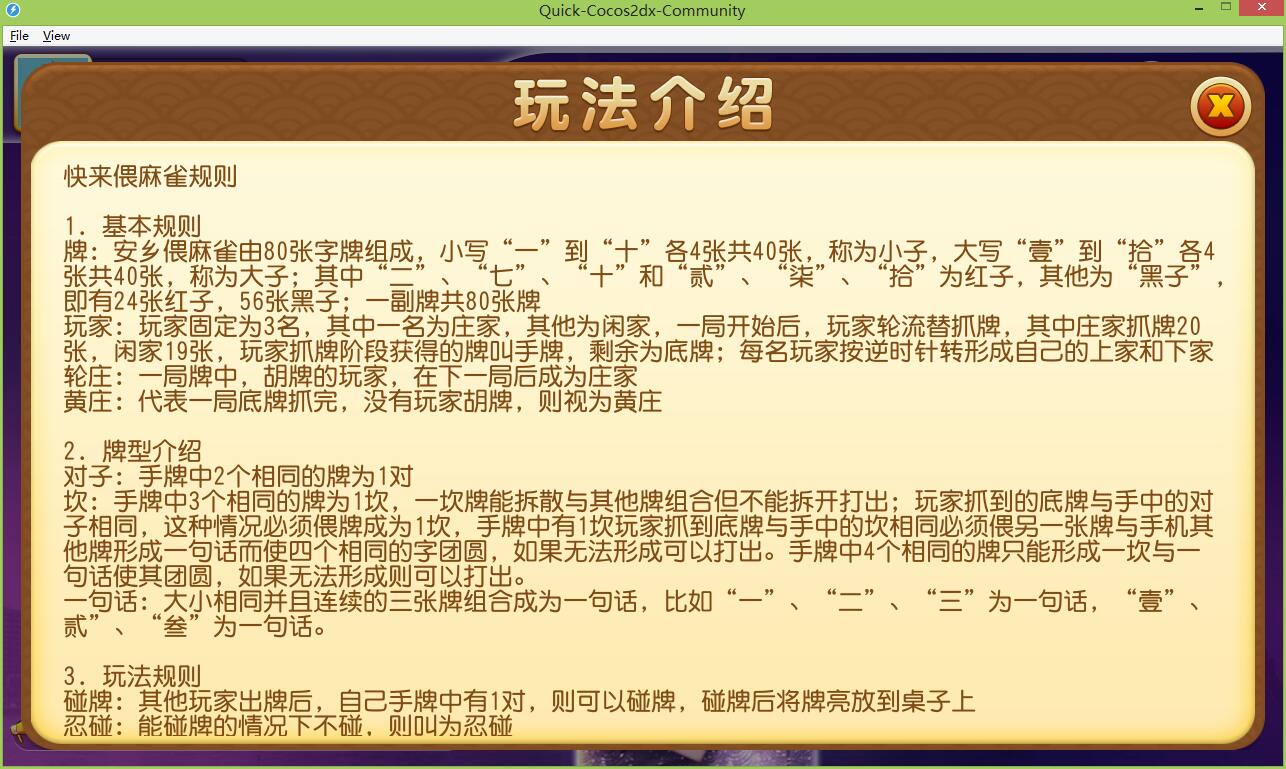 Quick-Cocos2dx-Community
File View
玩法介绍
快来偎麻雀规则
1. 基本规则
牌：安乡偎麻雀由80张字牌组成，小写“一”到“十”各4张共40张，称为小子，大写“壹”到“拾”各4
张共40张，称为大子；其中“二”、“七”、“十”和“贰”、“柒”、“拾”为红子，其他为“黑子”，
即有24张红子，56张黑子；一副牌共80张牌
玩家：玩家固定为3名，其中一名为庄家，其他为闲家，一局开始后，玩家轮流替抓牌，其中庄家抓牌20
张，闲家19张，玩家抓牌阶段获得的牌叫手牌，剩余为底牌；每名玩家按逆时针转形成自己的上家和下家
轮庄：一局牌中，胡牌的玩家，在下一局后成为庄家
黄庄：代表一局底牌抓完，没有玩家胡牌，则视为黄庄
2. 牌型介绍
对子：手牌中2个相同的牌为1对
坎：手牌中3个相同的牌为1坎，一坎牌能拆散与其他牌组合但不能拆开打出；玩家抓到的底牌与手中的对
子相同，这种情况必须偎牌成为1坎，手牌中有1坎玩家抓到底牌与手中的坎相同必须偎另一张牌与手机其
他牌形成一句话而使四个相同的字团圆，如果无法形成可以打出。手牌中4个相同的牌只能形成一坎与一
句话使其团圆，如果无法形成则可以打出。
一句话：大小相同并且连续的三张牌组合成为一句话，比如“一”、“二”、“三”为一句话，“壹”、
贰”、“叁”为一句话。
3. 玩法规则
碰牌：其他玩家出牌后，自己手牌中有1对，则可以碰牌，碰牌后将牌亮放到桌子上
忍碰：能碰牌的情况下不碰，则叫为忍碰